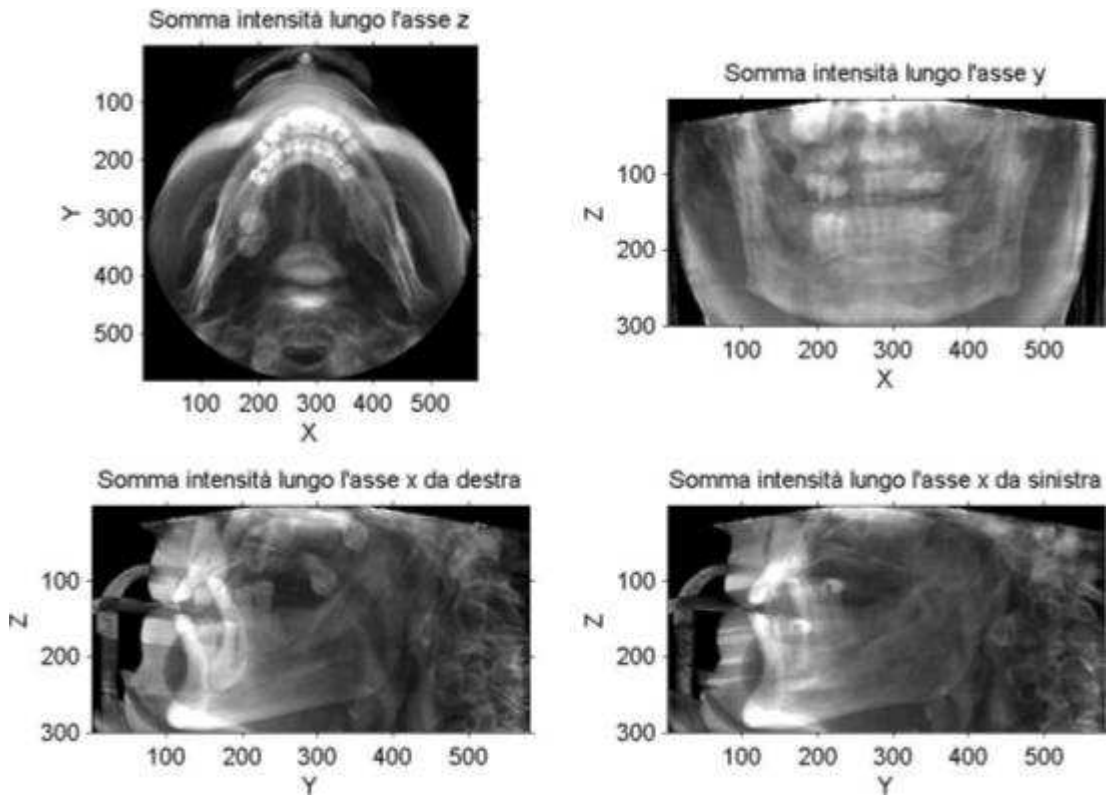 Somma intensità lungo l'asse z
100
200
300
400
500
Y
100 200 300 400 500
X
Somma intensità lungo l'asse y
100
200
300
Z
100 200 300 400 500
X
Somma intensità lungo l'asse x da destra
100
200
300
Z
100 200 300 400 500
Y
Somma intensità lungo l'asse x da sinistra
100
200
300
Z
100 200 300 400 500
Y